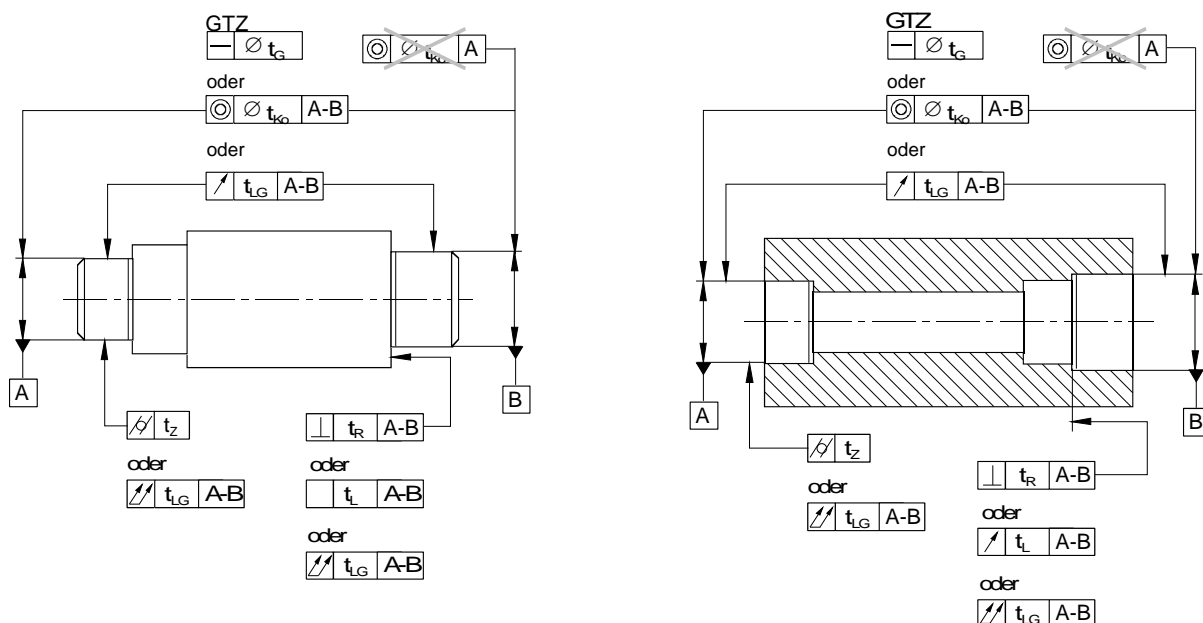 GTZ
⏤ ⌀ t_G
◎ ⌀ t_Ko A
oder
◎ ⌀ t_Ko A-B
oder
↗ t_LG A-B
A
B
⌭ t_Z
oder
⌰ t_LG A-B
⊥ t_R A-B
oder
t_L A-B
oder
⌰ t_LG A-B
GTZ
⏤ ⌀ t_G
◎ ⌀ t_Ko A
oder
◎ ⌀ t_Ko A-B
oder
↗ t_LG A-B
A
B
⌭ t_Z
oder
⌰ t_LG A-B
⊥ t_R A-B
oder
↗ t_L A-B
oder
⌰ t_LG A-B